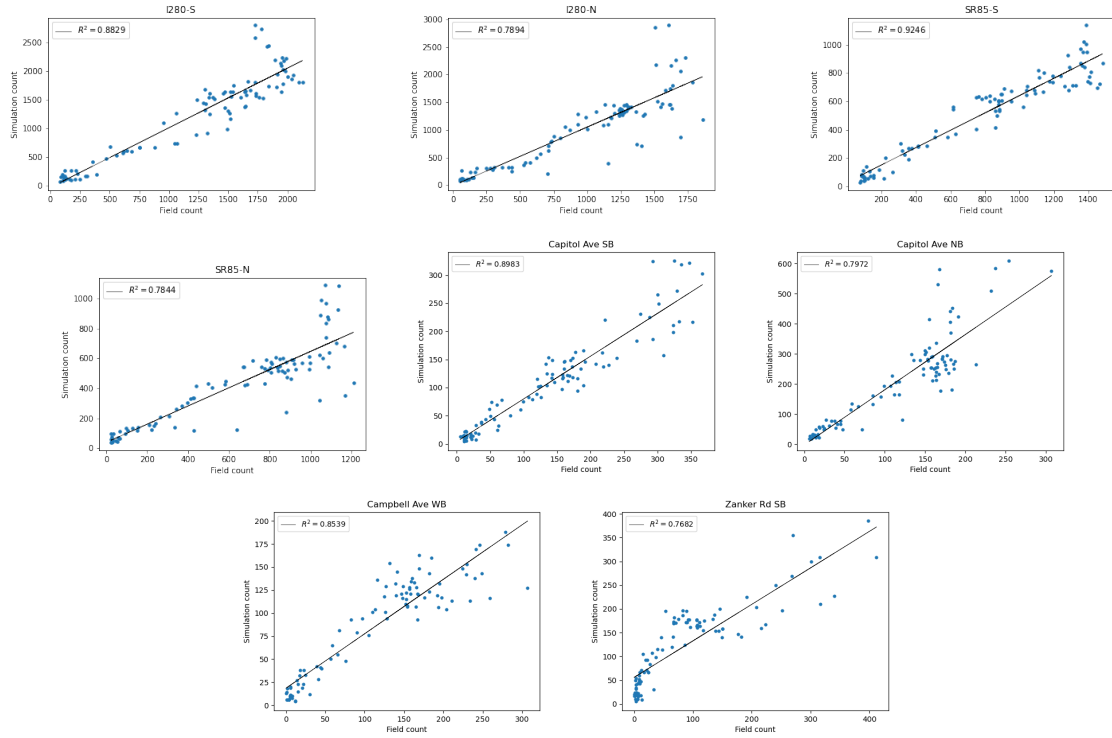 I280-S
R² = 0.8829
Simulation count
2500
2000
1500
1000
500
0
0 250 500 750 1000 1250 1500 1750 2000
Field count
I280-N
R² = 0.7894
Simulation count
3000
2500
2000
1500
1000
500
0
0 250 500 750 1000 1250 1500 1750
Field count
SR85-S
R² = 0.9246
Simulation count
1000
800
600
400
200
0
200 400 600 800 1000 1200 1400
Field count
SR85-N
R² = 0.7844
Simulation count
1000
800
600
400
200
0
0 200 400 600 800 1000 1200
Field count
Capitol Ave SB
R² = 0.8983
Simulation count
300
250
200
150
100
50
0
0 50 100 150 200 250 300 350
Field count
Capitol Ave NB
R² = 0.7972
Simulation count
600
500
400
300
200
100
0
0 50 100 150 200 250 300
Field count
Campbell Ave WB
R² = 0.8539
Simulation count
200
175
150
125
100
75
50
25
0
0 50 100 150 200 250 300
Field count
Zanker Rd SB
R² = 0.7682
Simulation count
400
350
300
250
200
150
100
50
0
0 100 200 300 400
Field count